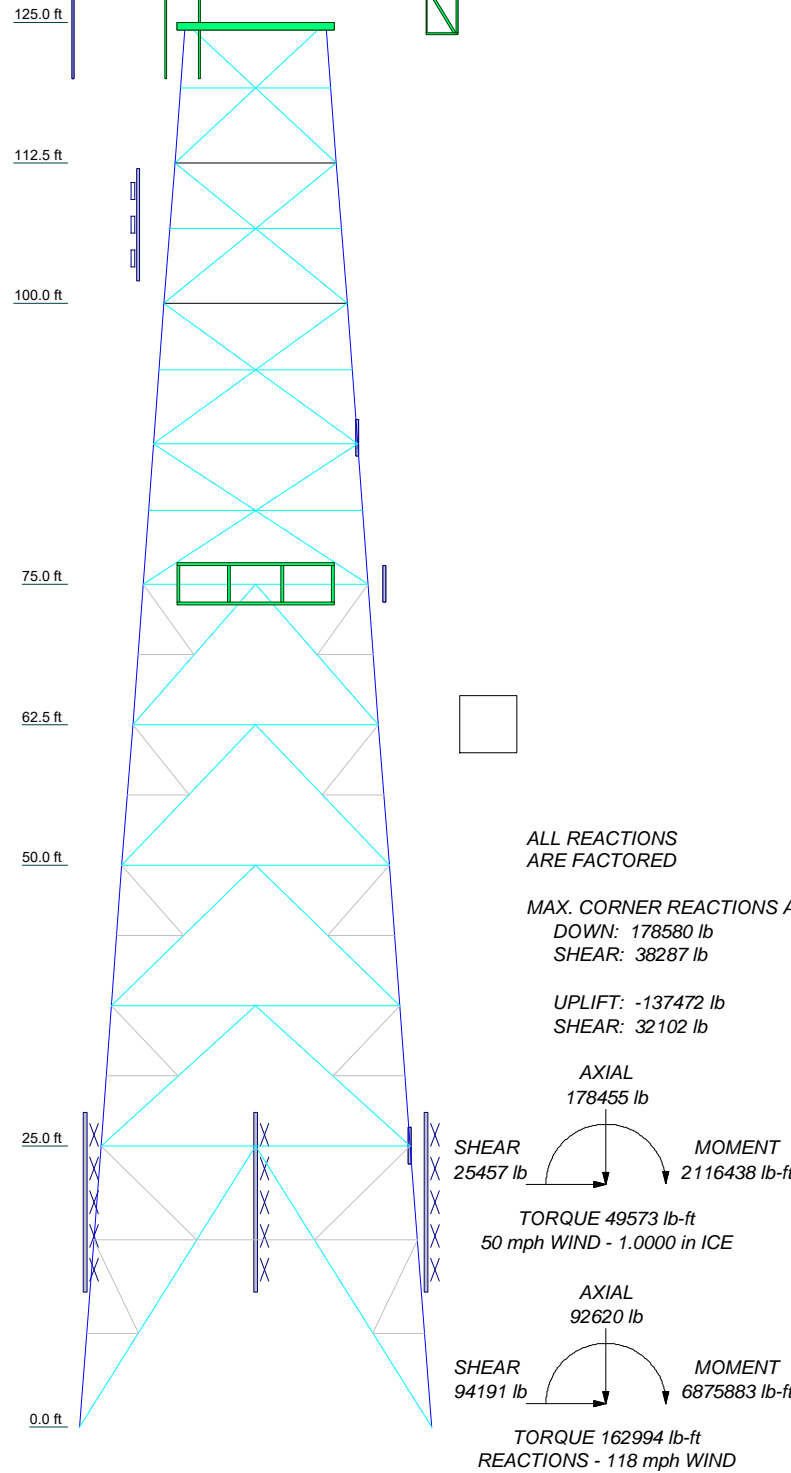 125.0 ft
112.5 ft
100.0 ft
75.0 ft
62.5 ft
50.0 ft
25.0 ft
0.0 ft
ALL REACTIONS
ARE FACTORED
MAX. CORNER REACTIONS A
DOWN: 178580 lb
SHEAR: 38287 lb
UPLIFT: -137472 lb
SHEAR: 32102 lb
AXIAL
178455 lb
SHEAR
25457 lb
MOMENT
2116438 lb-ft
TORQUE 49573 lb-ft
50 mph WIND - 1.0000 in ICE
AXIAL
92620 lb
SHEAR
94191 lb
MOMENT
6875883 lb-ft
TORQUE 162994 lb-ft
REACTIONS - 118 mph WIND